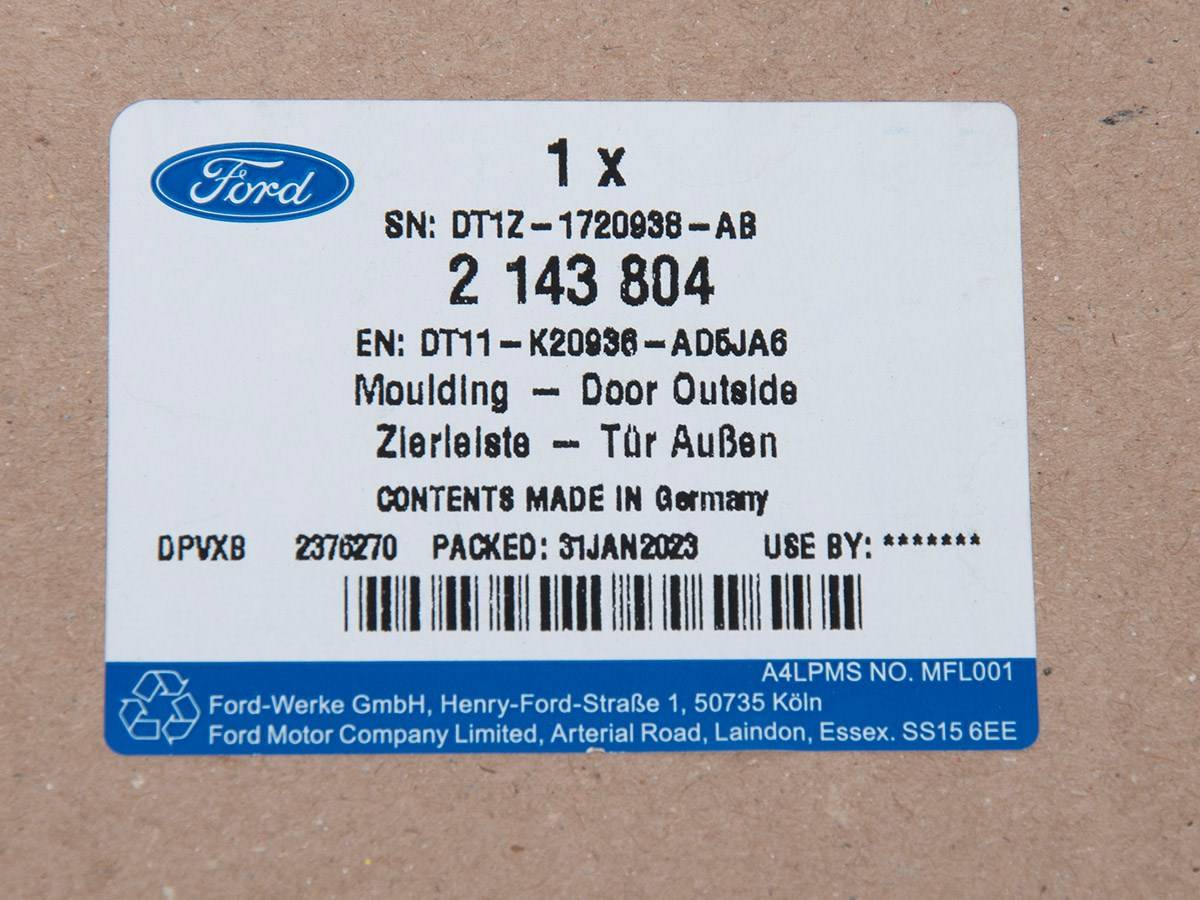 Ford
1 x
SN: DT1Z-1720938-AB
2 143 804
EN: DT11-K20936-AD5JA6
Moulding - Door Outside
Zierleiste - Tür Außen
CONTENTS MADE IN Germany
DPVXB 2376270 PACKED: 31JAN2023 USE BY: *******
A4LPMS NO. MFL001
Ford-Werke GmbH, Henry-Ford-Straße 1, 50735 Köln
Ford Motor Company Limited, Arterial Road, Laindon, Essex. SS15 6EE